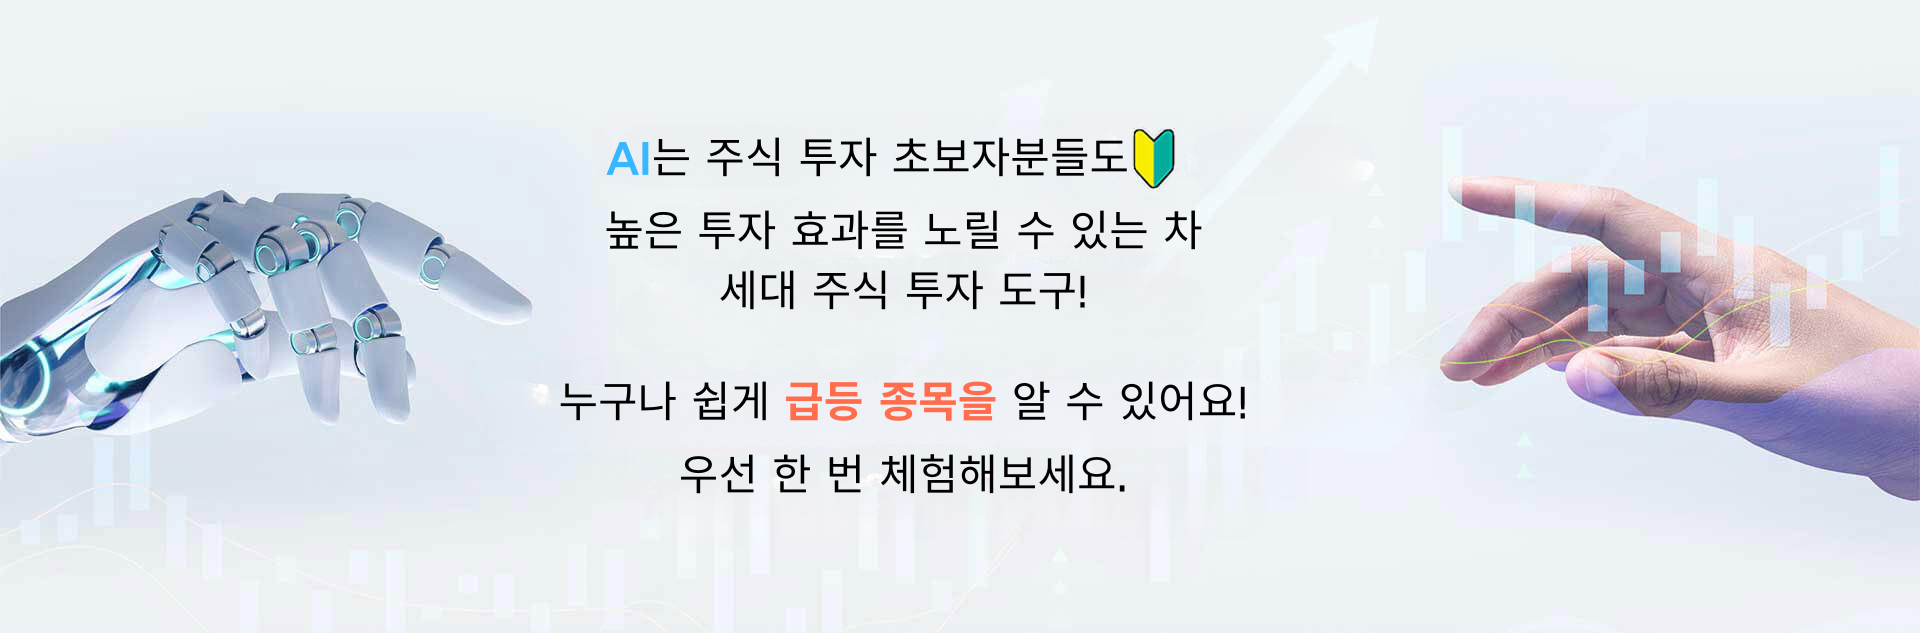 AI는 주식 투자 초보자분들도
높은 투자 효과를 노릴 수 있는 차
세대 주식 투자 도구!
누구나 쉽게 급등 종목을 알 수 있어요!
우선 한 번 체험해보세요.